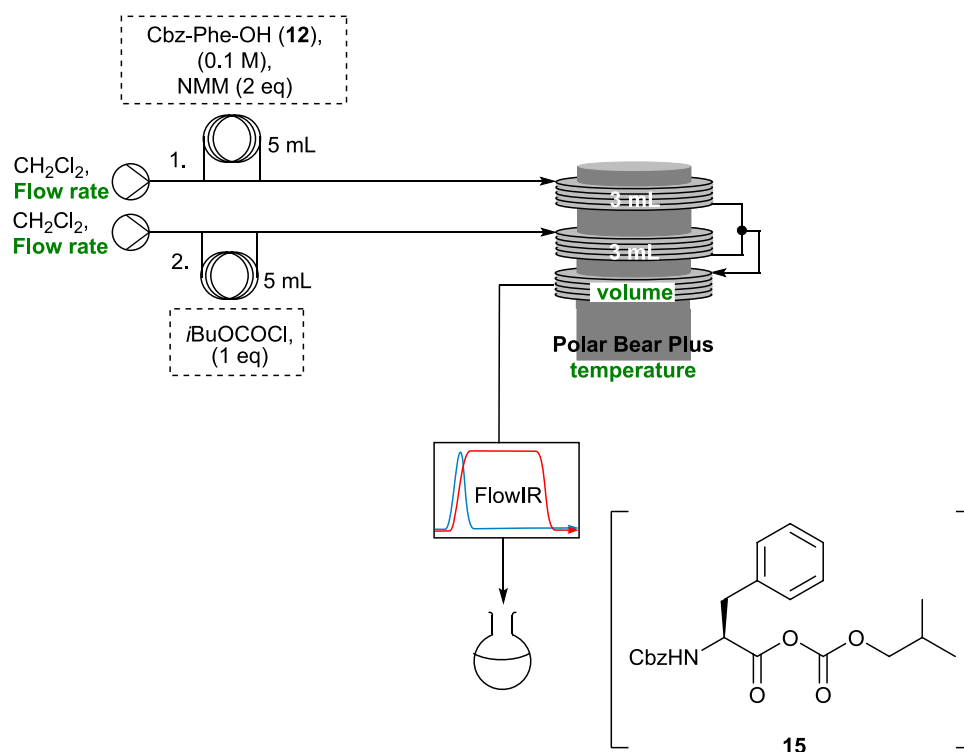 Cbz-Phe-OH (12),
(0.1 M),
NMM (2 eq)
1.
5 mL
CH2Cl2,
Flow rate
CH2Cl2,
Flow rate
2.
5 mL
iBuOCOCl,
(1 eq)
3 mL
3 mL
volume
Polar Bear Plus
temperature
FlowIR
CbzHN
O
O
O
O
15